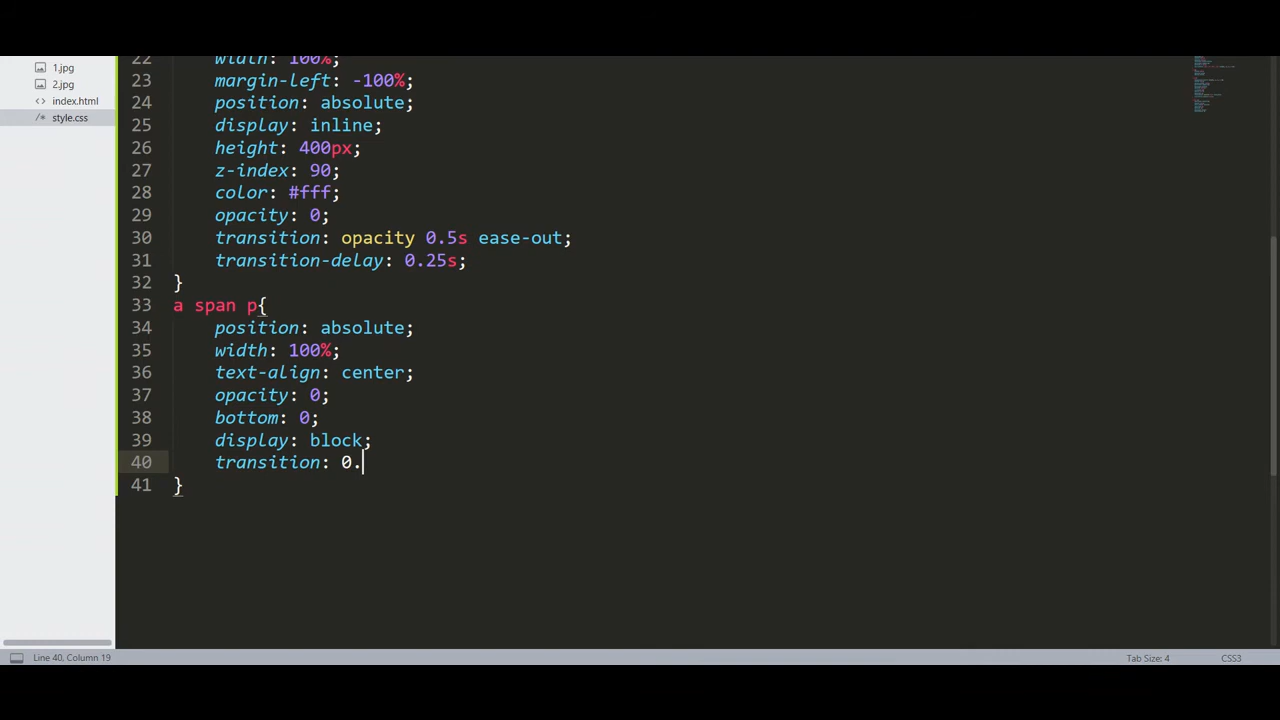 1.jpg
2.jpg
<> index.html
/* style.css
22 width: 100%;
23 margin-left: -100%;
24 position: absolute;
25 display: inline;
26 height: 400px;
27 z-index: 90;
28 color: #fff;
29 opacity: 0;
30 transition: opacity 0.5s ease-out;
31 transition-delay: 0.25s;
32 }
33 a span p{
34 position: absolute;
35 width: 100%;
36 text-align: center;
37 opacity: 0;
38 bottom: 0;
39 display: block;
40 transition: 0.
41 }
Line 40, Column 19
Tab Size: 4
CSS3